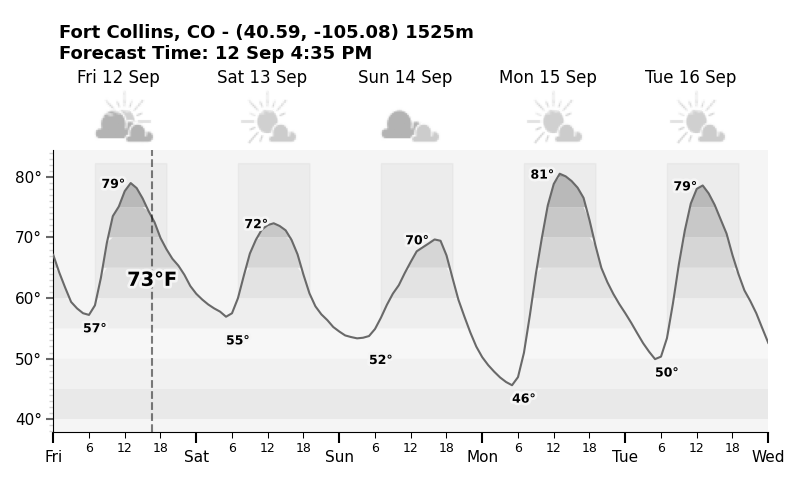 Fort Collins, CO - (40.59, -105.08) 1525m
Forecast Time: 12 Sep 4:35 PM
Fri 12 Sep Sat 13 Sep Sun 14 Sep Mon 15 Sep Tue 16 Sep
80°
70°
60°
50°
40°
79° 72° 70° 81° 79°
73°F
57° 55° 52° 46° 50°
6 12 18 6 12 18 6 12 18 6 12 18 6 12 18
Fri Sat Sun Mon Tue Wed